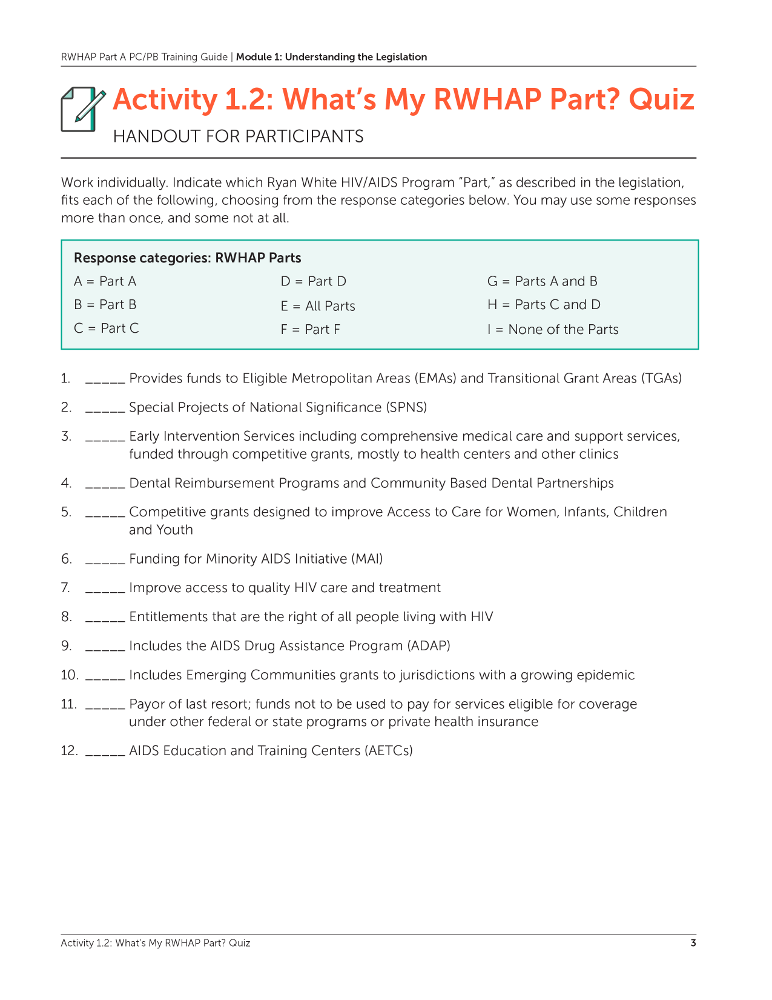 RWHAP Part A PC/PB Training Guide | Module 1: Understanding the Legislation
Activity 1.2: What’s My RWHAP Part? Quiz
HANDOUT FOR PARTICIPANTS
Work individually. Indicate which Ryan White HIV/AIDS Program “Part,” as described in the legislation,
fits each of the following, choosing from the response categories below. You may use some responses
more than once, and some not at all.
Response categories: RWHAP Parts
A = Part A
B = Part B
C = Part C
D = Part D
E = All Parts
F = Part F
G = Parts A and B
H = Parts C and D
I = None of the Parts
1. _____ Provides funds to Eligible Metropolitan Areas (EMAs) and Transitional Grant Areas (TGAs)
2. _____ Special Projects of National Significance (SPNS)
3. _____ Early Intervention Services including comprehensive medical care and support services,
funded through competitive grants, mostly to health centers and other clinics
4. _____ Dental Reimbursement Programs and Community Based Dental Partnerships
5. _____ Competitive grants designed to improve Access to Care for Women, Infants, Children
and Youth
6. _____ Funding for Minority AIDS Initiative (MAI)
7. _____ Improve access to quality HIV care and treatment
8. _____ Entitlements that are the right of all people living with HIV
9. _____ Includes the AIDS Drug Assistance Program (ADAP)
10. _____ Includes Emerging Communities grants to jurisdictions with a growing epidemic
11. _____ Payor of last resort; funds not to be used to pay for services eligible for coverage
under other federal or state programs or private health insurance
12. _____ AIDS Education and Training Centers (AETCs)
Activity 1.2: What’s My RWHAP Part? Quiz
3